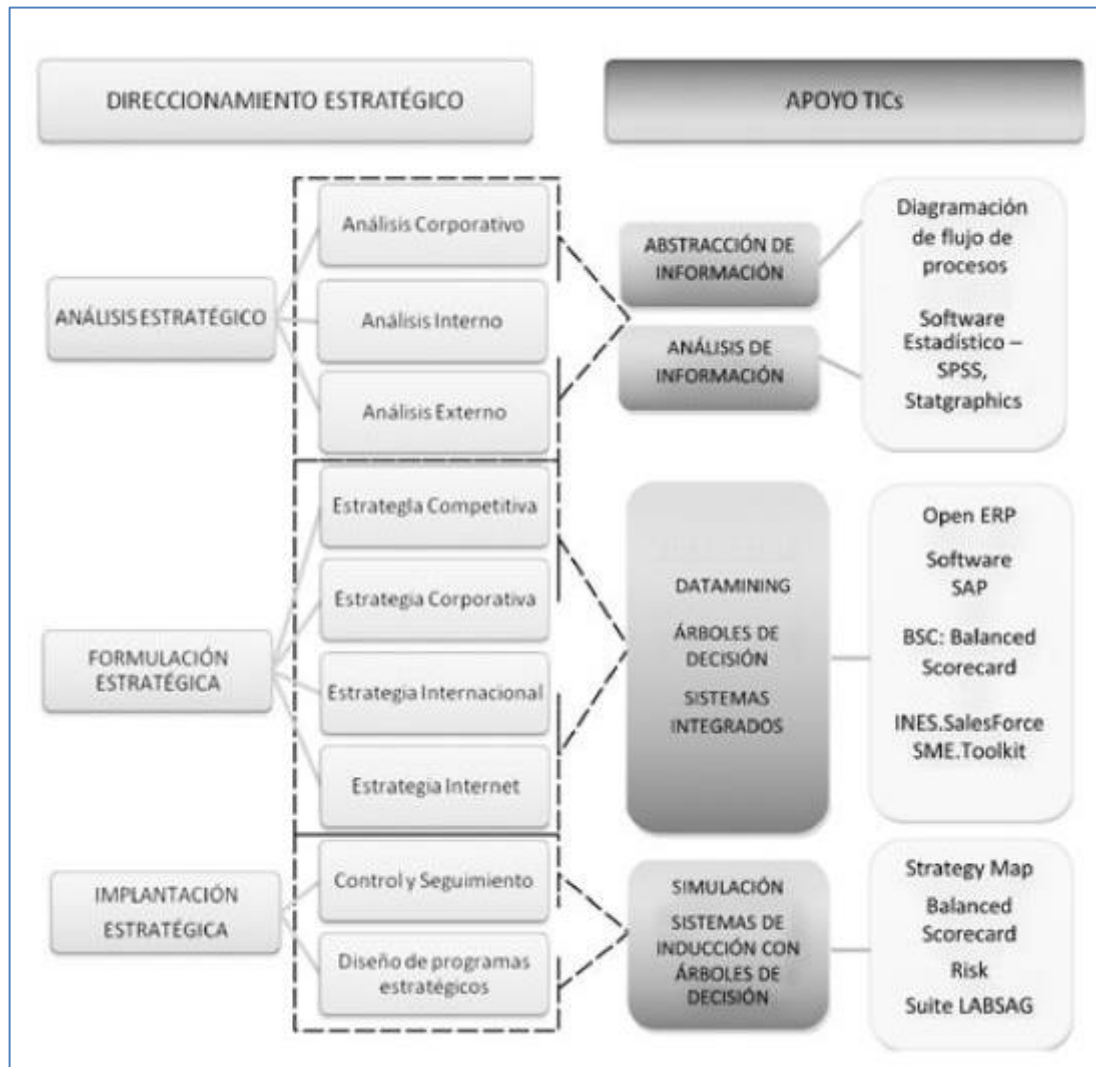 DIRECCIONAMIENTO ESTRATÉGICO
APOYO TICs
ANÁLISIS ESTRATÉGICO
Análisis Corporativo
Análisis Interno
Análisis Externo
ABSTRACCIÓN DE
INFORMACIÓN
ANÁLISIS DE
INFORMACIÓN
Diagramación
de flujo de
procesos
Software
Estadístico –
SPSS,
Statgraphics
FORMULACIÓN
ESTRATÉGICA
Estrategla Competitiva
Estrategia Corporativa
Estrategia Internacional
Estrategia Internet
DATAMINING
ÁRBOLES DE
DECISIÓN
SISTEMAS
INTEGRADOS
Open ERP
Software
SAP
BSC: Balanced
Scorecard
INES.SalesForce
SME.Toolkit
IMPLANTACIÓN
ESTRATÉGICA
Control y Seguimiento
Diseño de programas
estratégicos
SIMULACIÓN
SISTEMAS DE
INDUCCIÓN CON
ÁRBOLES DE
DECISIÓN
Strategy Map
Balanced
Scorecard
Risk
Suite LABSAG